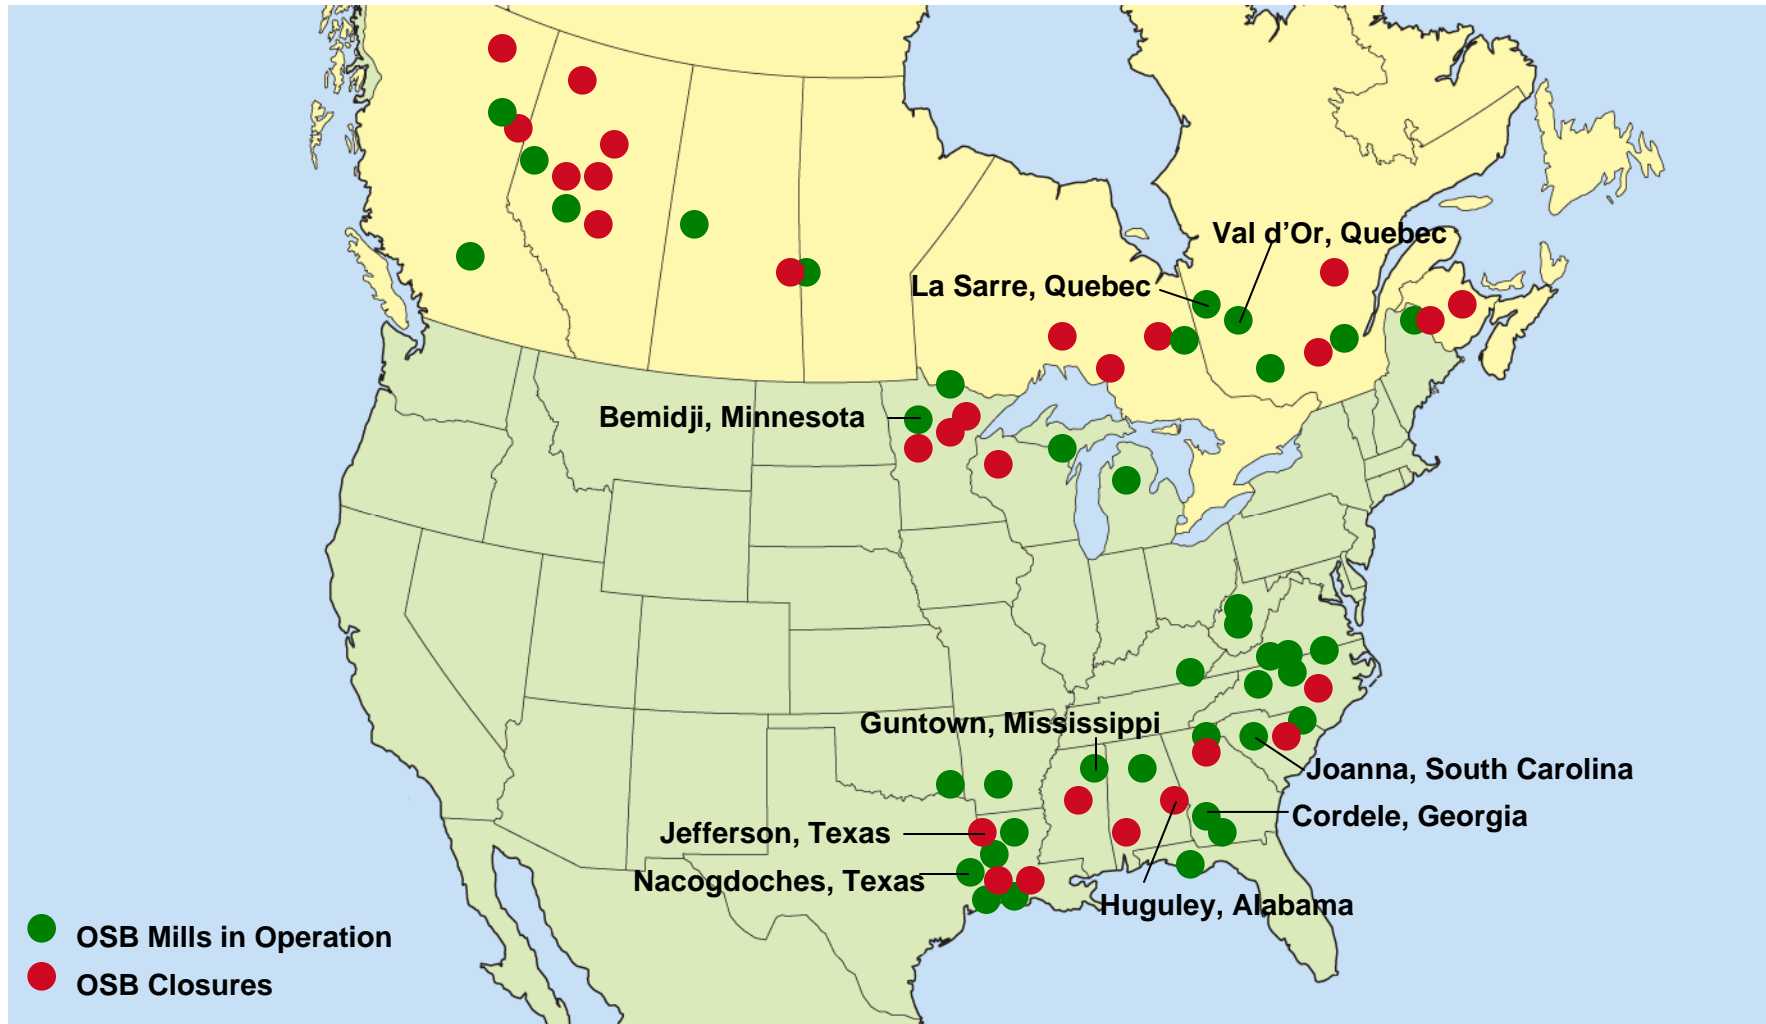 Val d’Or, Quebec
La Sarre, Quebec
Bemidji, Minnesota
Guntown, Mississippi
Joanna, South Carolina
Cordele, Georgia
Jefferson, Texas
Nacogdoches, Texas
Huguley, Alabama
OSB Mills in Operation
OSB Closures